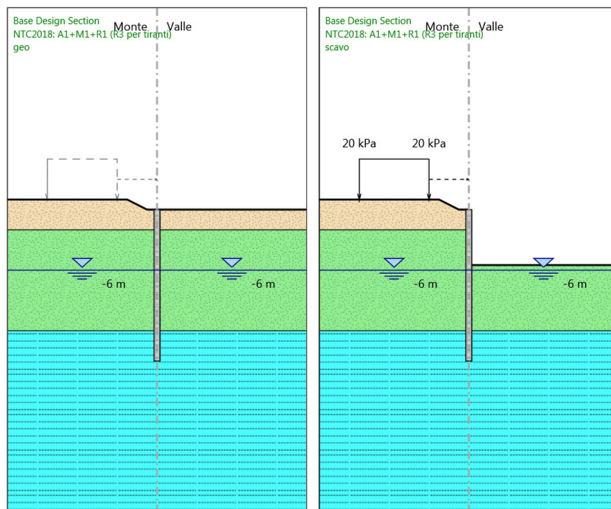 Base Design Section
Monte
Valle
NTC2018: A1+M1+R1 (R3 per tiranti)
geo
-6 m
-6 m
Base Design Section
Monte
Valle
NTC2018: A1+M1+R1 (R3 per tiranti)
scavo
20 kPa
20 kPa
-6 m
-6 m